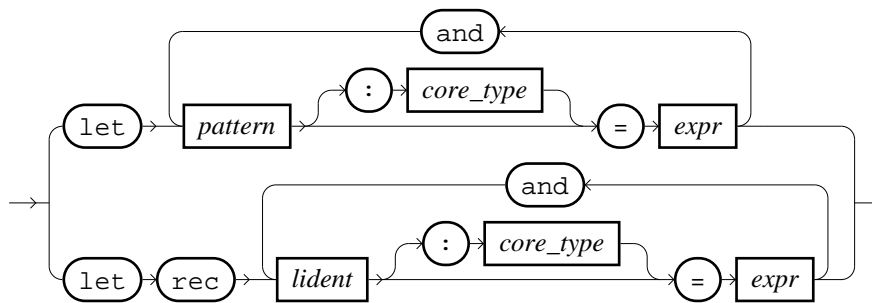 and
: core_type
let pattern = expr
and
: core_type
let rec lident = expr